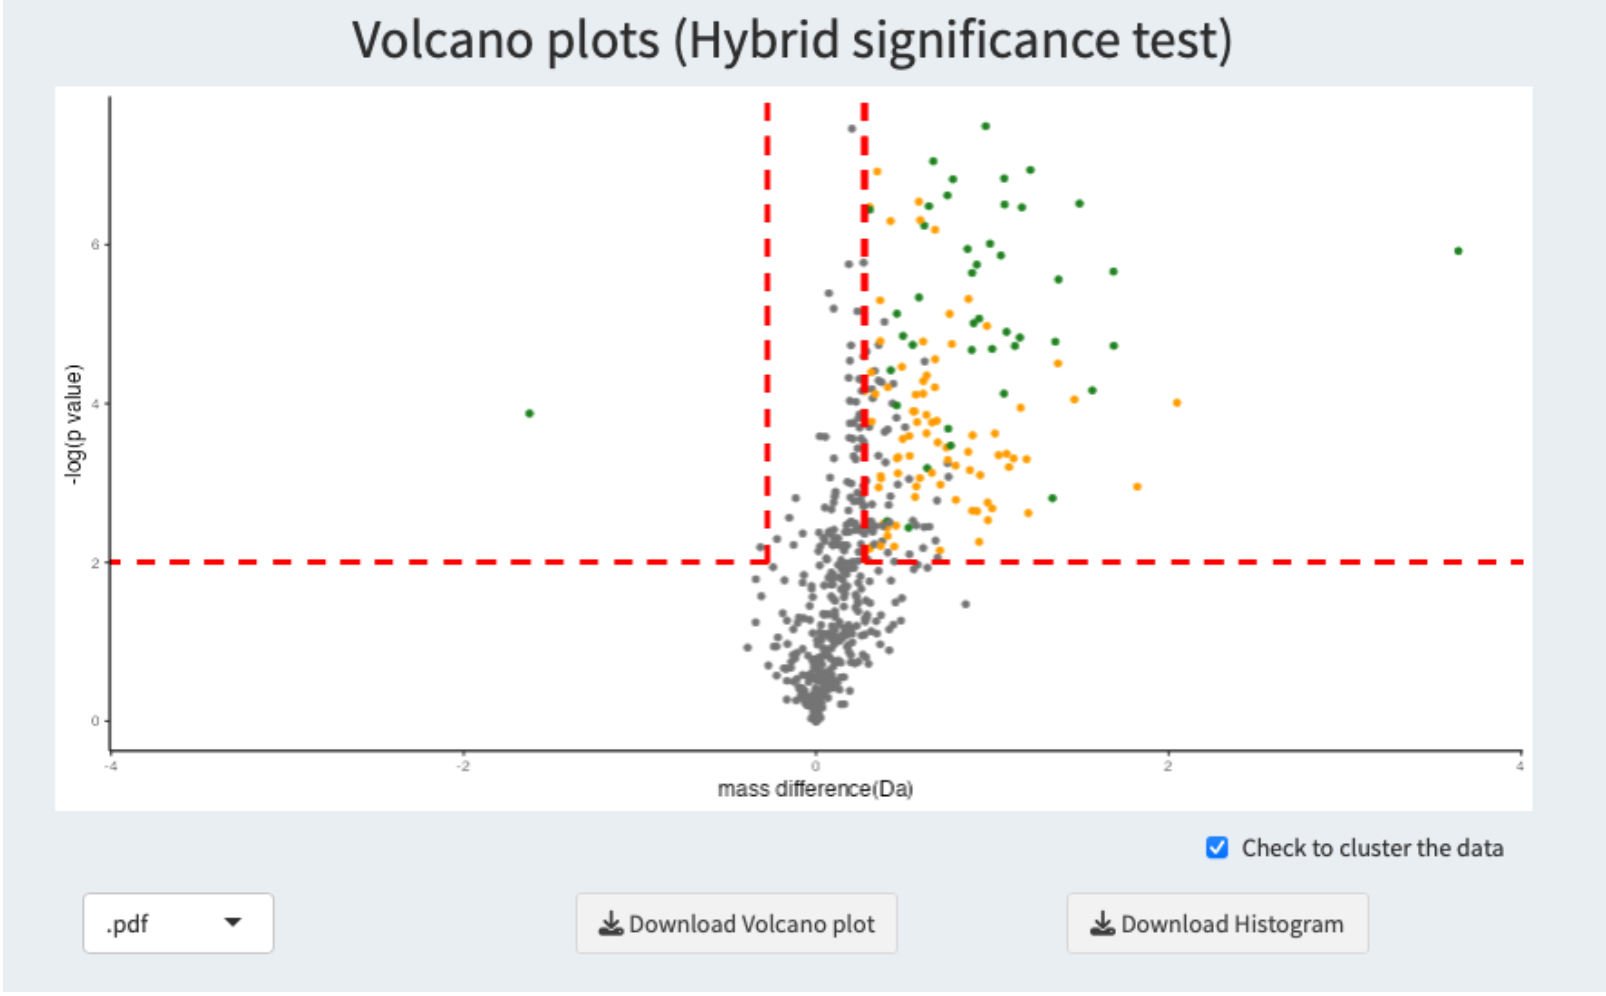 Volcano plots (Hybrid significance test)
-log(p value)
6
4
2
0
-4
-2
0
2
4
mass difference(Da)
Check to cluster the data
.pdf
Download Volcano plot
Download Histogram